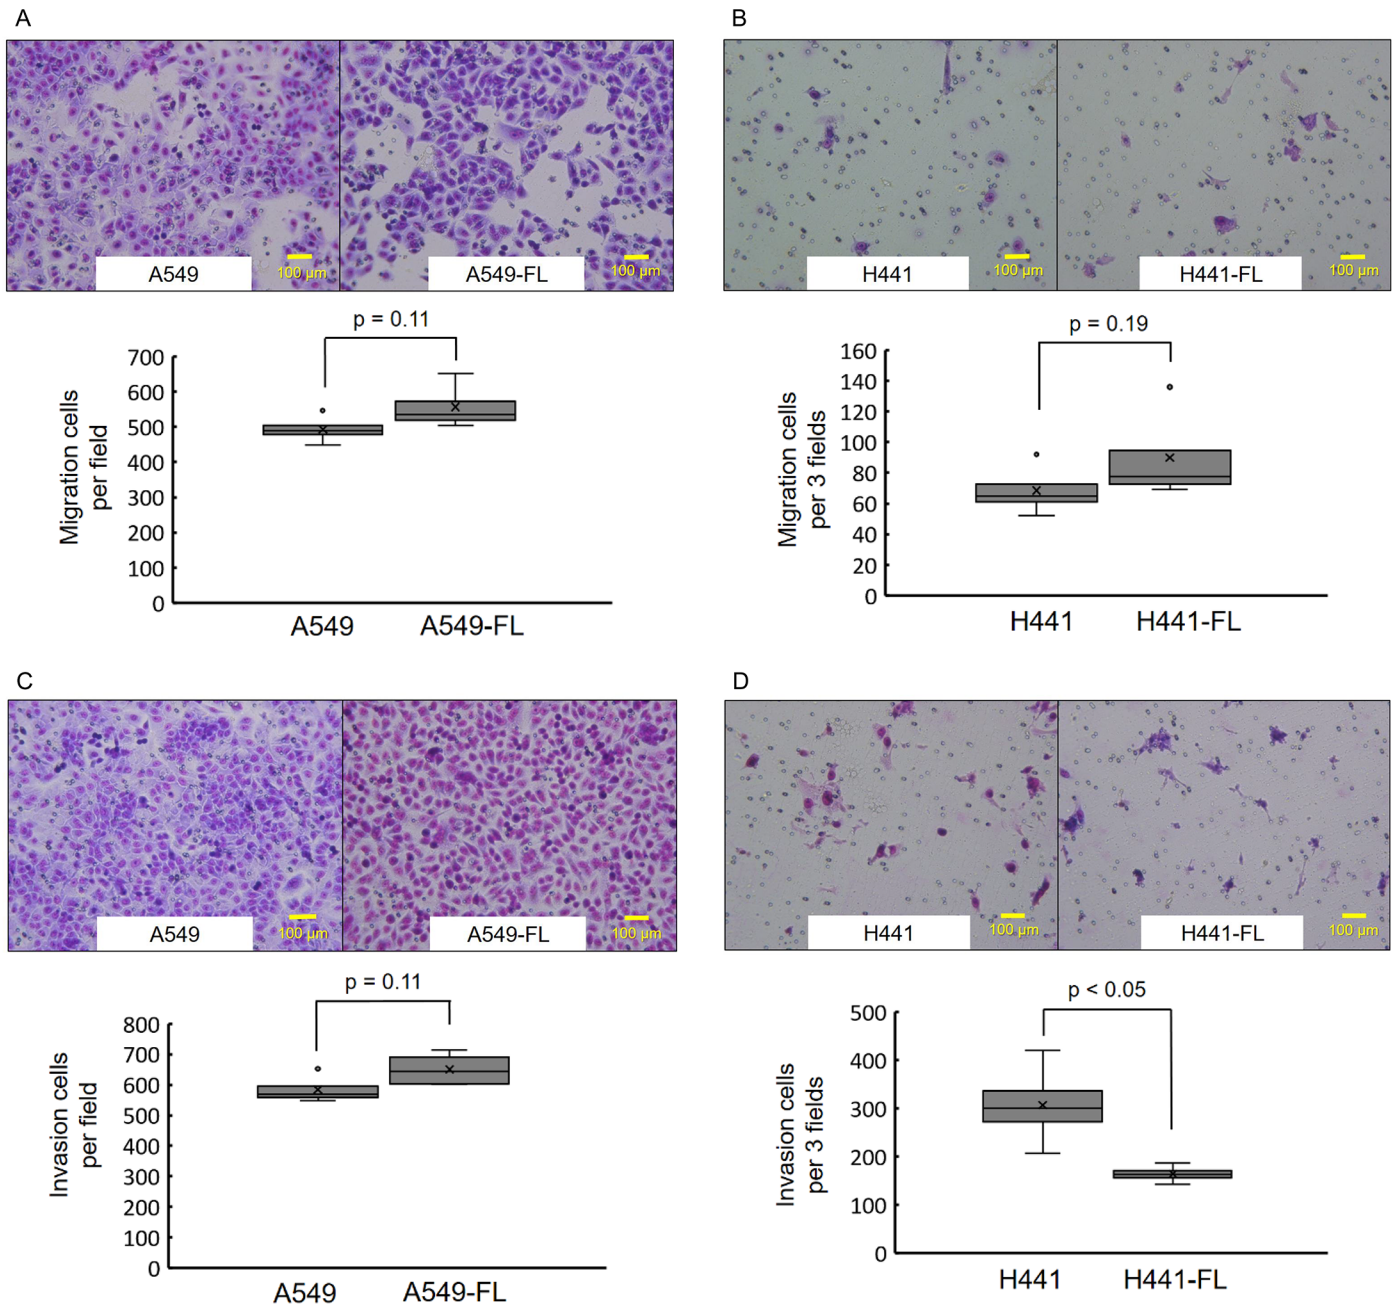 A
A549
100 µm
A549-FL
100 µm
p = 0.11
700
600
500
400
300
200
100
0
Migration cells
per field
A549
A549-FL
B
H441
100 µm
H441-FL
100 µm
p = 0.19
160
140
120
100
80
60
40
20
0
Migration cells
per 3 fields
H441
H441-FL
C
A549
100 µm
A549-FL
100 µm
p = 0.11
800
700
600
500
400
300
200
100
0
Invasion cells
per field
A549
A549-FL
D
H441
100 µm
H441-FL
100 µm
p < 0.05
500
400
300
200
100
0
Invasion cells
per 3 fields
H441
H441-FL